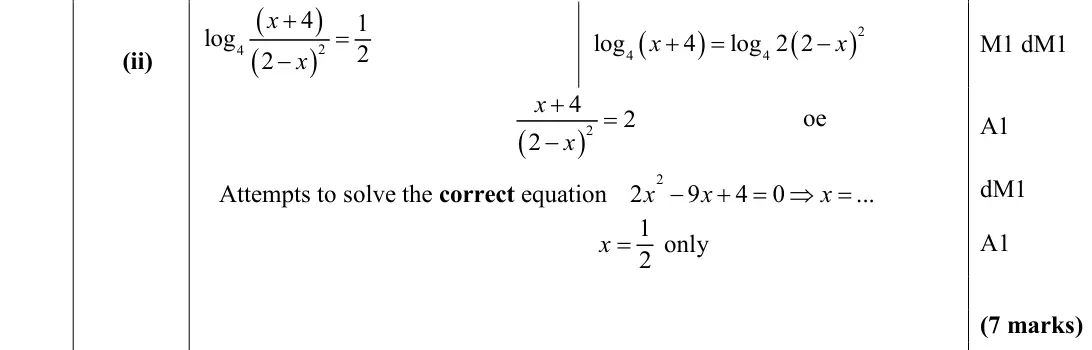 (ii) log₄ (x + 4)/(2 − x)² = 1/2 | log₄(x + 4) = log₄ 2(2 − x)² M1 dM1
(x + 4)/(2 − x)² = 2 oe A1
Attempts to solve the correct equation 2x² − 9x + 4 = 0 ⇒ x = ... dM1
x = 1/2 only A1
(7 marks)